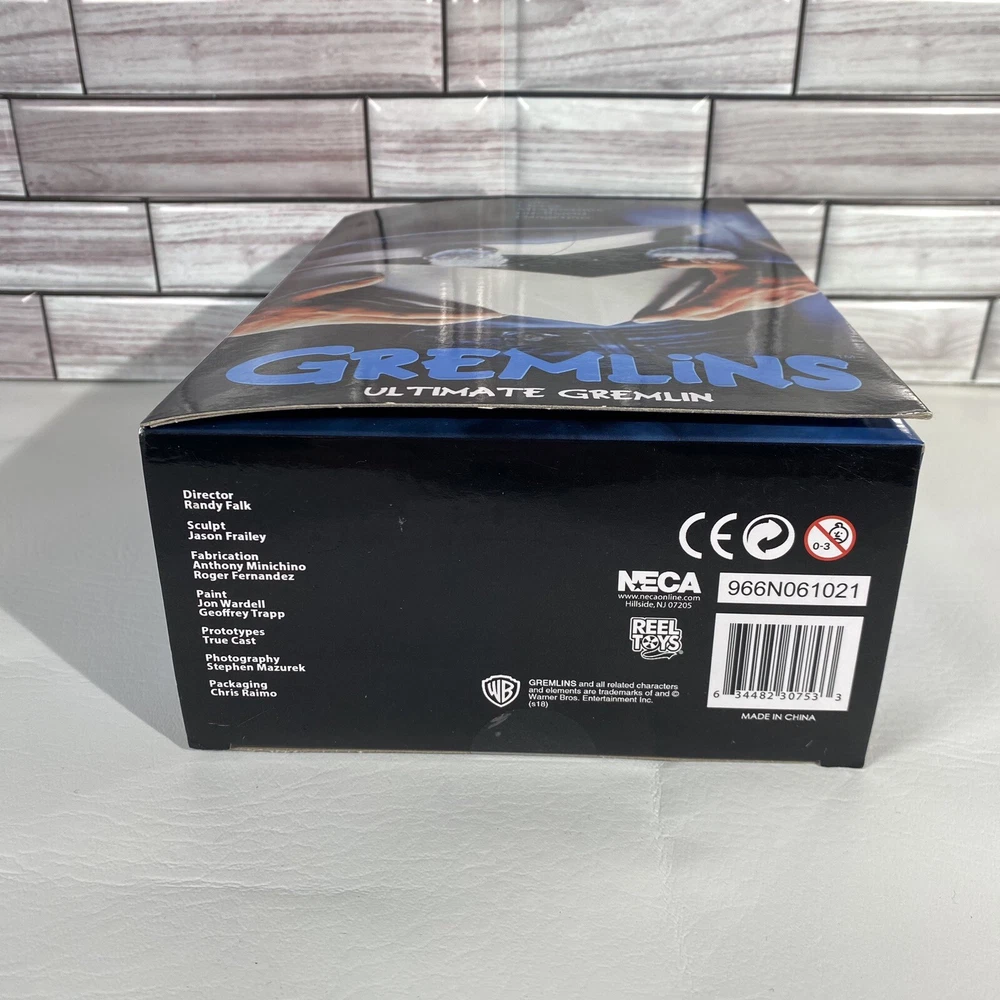 GREMLiNS
ULTIMATE GREMLIN
Director
Randy Falk
Sculpt
Jason Frailey
Fabrication
Anthony Minichino
Roger Fernandez
Paint
Jon Wardell
Geoffrey Trapp
Prototypes
True Cast
Photography
Stephen Mazurek
Packaging
Chris Raimo
CE
0-3
NECA
www.necaonline.com
Hillside, NJ 07205
966N061021
REEL
TOYS
WB
GREMLINS and all related characters
and elements are trademarks of and ©
Warner Bros. Entertainment Inc.
(s18)
6 34482 30753 3
MADE IN CHINA